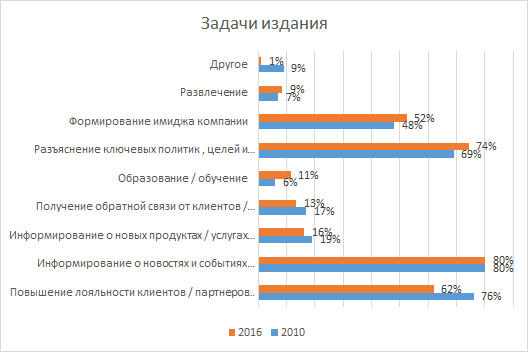 Задачи издания
Другое
1%
9%
Развлечение
9%
7%
Формирование имиджа компании
52%
48%
Разъяснение ключевых политик , целей и...
74%
69%
Образование / обучение
11%
6%
Получение обратной связи от клиентов /...
13%
17%
Информирование о новых продуктах / услугах...
16%
19%
Информирование о новостях и событиях...
80%
80%
Повышение лояльности клиентов / партнеров...
62%
76%
2016 2010